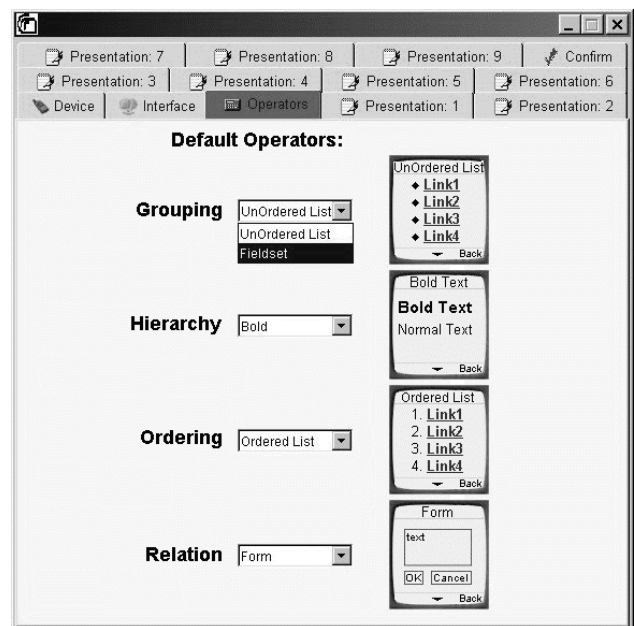 Presentation: 7 Presentation: 8 Presentation: 9 Confirm
Presentation: 3 Presentation: 4 Presentation: 5 Presentation: 6
Device Interface Operators Presentation: 1 Presentation: 2
Default Operators:
Grouping UnOrdered List
UnOrdered List
Fieldset
UnOrdered List
Link1
Link2
Link3
Link4
Back
Hierarchy Bold
Bold Text
Bold Text
Normal Text
Back
Ordering Ordered List
Ordered List
1. Link1
2. Link2
3. Link3
4. Link4
Back
Relation Form
Form
text
OK Cancel
Back